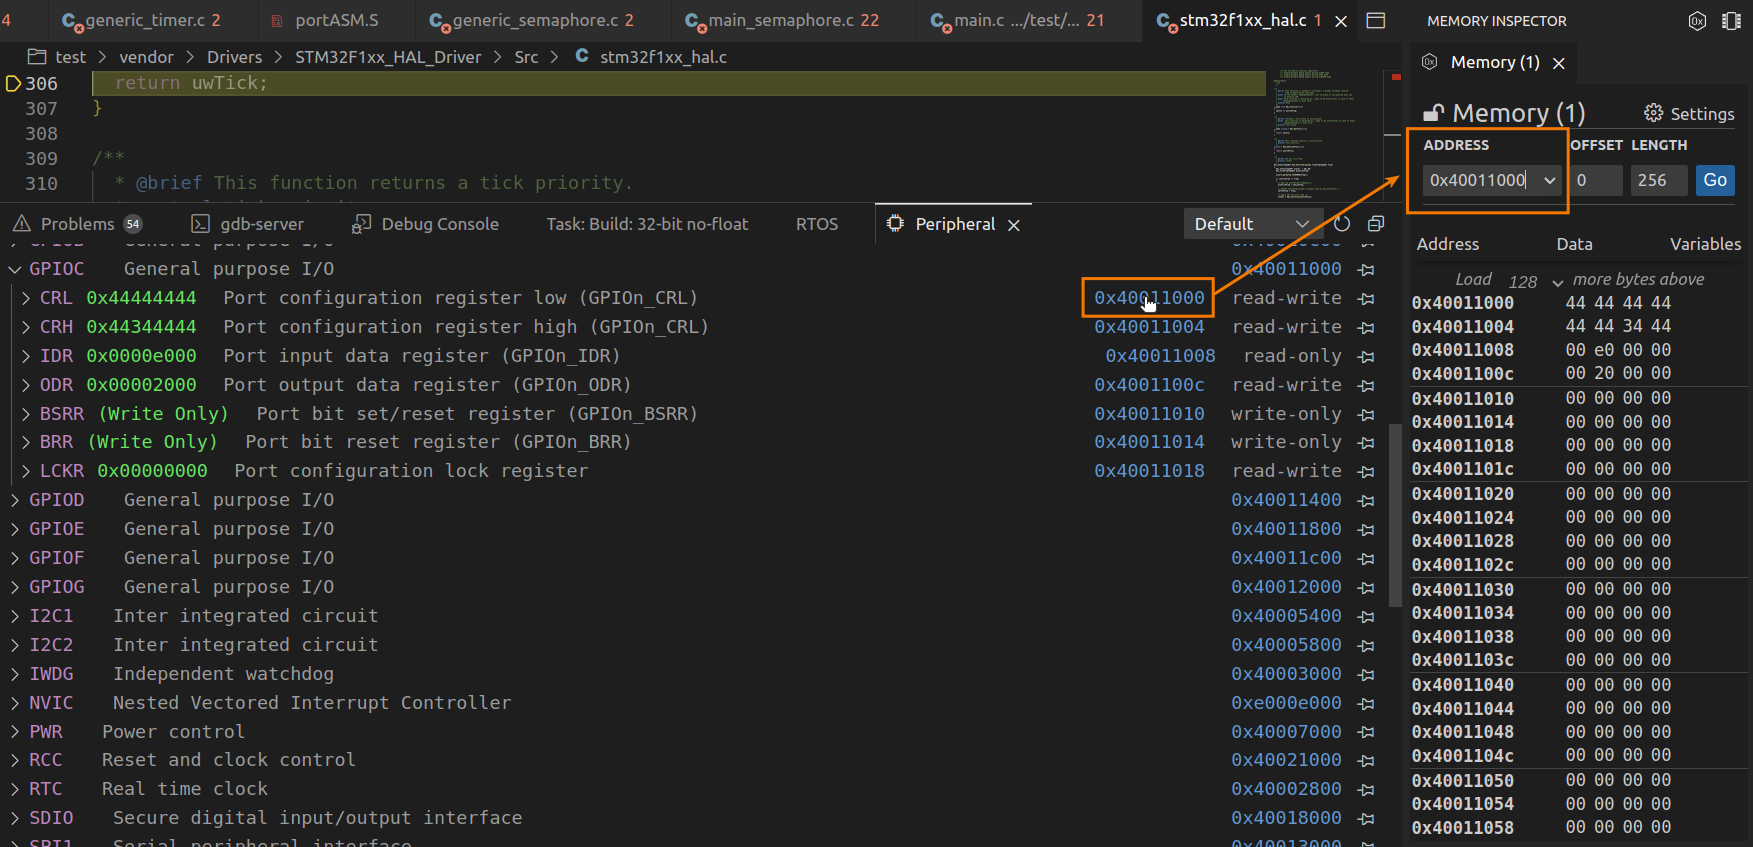 4 generic_timer.c 2 portASM.S generic_semaphore.c 2 main_semaphore.c 22 main.c .../test/... 21 stm32f1xx_hal.c 1
test > vendor > Drivers > STM32F1xx_HAL_Driver > Src > C stm32f1xx_hal.c
306 return uwTick;
307 }
308
309 /**
310 * @brief This function returns a tick priority.
Problems 54 gdb-server Debug Console Task: Build: 32-bit no-float RTOS Peripheral Default
GPIOC General purpose I/O 0x40011000
CRL 0x44444444 Port configuration register low (GPIOn_CRL) 0x40011000 read-write
CRH 0x44344444 Port configuration register high (GPIOn_CRL) 0x40011004 read-write
IDR 0x0000e000 Port input data register (GPIOn_IDR) 0x40011008 read-only
ODR 0x00002000 Port output data register (GPIOn_ODR) 0x4001100c read-write
BSRR (Write Only) Port bit set/reset register (GPIOn_BSRR) 0x40011010 write-only
BRR (Write Only) Port bit reset register (GPIOn_BRR) 0x40011014 write-only
LCKR 0x00000000 Port configuration lock register 0x40011018 read-write
GPIOD General purpose I/O 0x40011400
GPIOE General purpose I/O 0x40011800
GPIOF General purpose I/O 0x40011c00
GPIOG General purpose I/O 0x40012000
I2C1 Inter integrated circuit 0x40005400
I2C2 Inter integrated circuit 0x40005800
IWDG Independent watchdog 0x40003000
NVIC Nested Vectored Interrupt Controller 0xe000e000
PWR Power control 0x40007000
RCC Reset and clock control 0x40021000
RTC Real time clock 0x40002800
SDIO Secure digital input/output interface 0x40018000
SPI1 Serial peripheral interface 0x40013000
MEMORY INSPECTOR
Memory (1)
Memory (1) Settings
ADDRESS OFFSET LENGTH
0x40011000 0 256 Go
Address Data Variables
Load 128 more bytes above
0x40011000 44 44 44 44
0x40011004 44 44 34 44
0x40011008 00 e0 00 00
0x4001100c 00 20 00 00
0x40011010 00 00 00 00
0x40011014 00 00 00 00
0x40011018 00 00 00 00
0x4001101c 00 00 00 00
0x40011020 00 00 00 00
0x40011024 00 00 00 00
0x40011028 00 00 00 00
0x4001102c 00 00 00 00
0x40011030 00 00 00 00
0x40011034 00 00 00 00
0x40011038 00 00 00 00
0x4001103c 00 00 00 00
0x40011040 00 00 00 00
0x40011044 00 00 00 00
0x40011048 00 00 00 00
0x4001104c 00 00 00 00
0x40011050 00 00 00 00
0x40011054 00 00 00 00
0x40011058 00 00 00 00